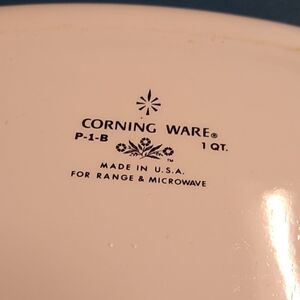 CORNING WARE®
P-1-B 1 QT.
™
MADE IN U.S.A.
FOR RANGE & MICROWAVE